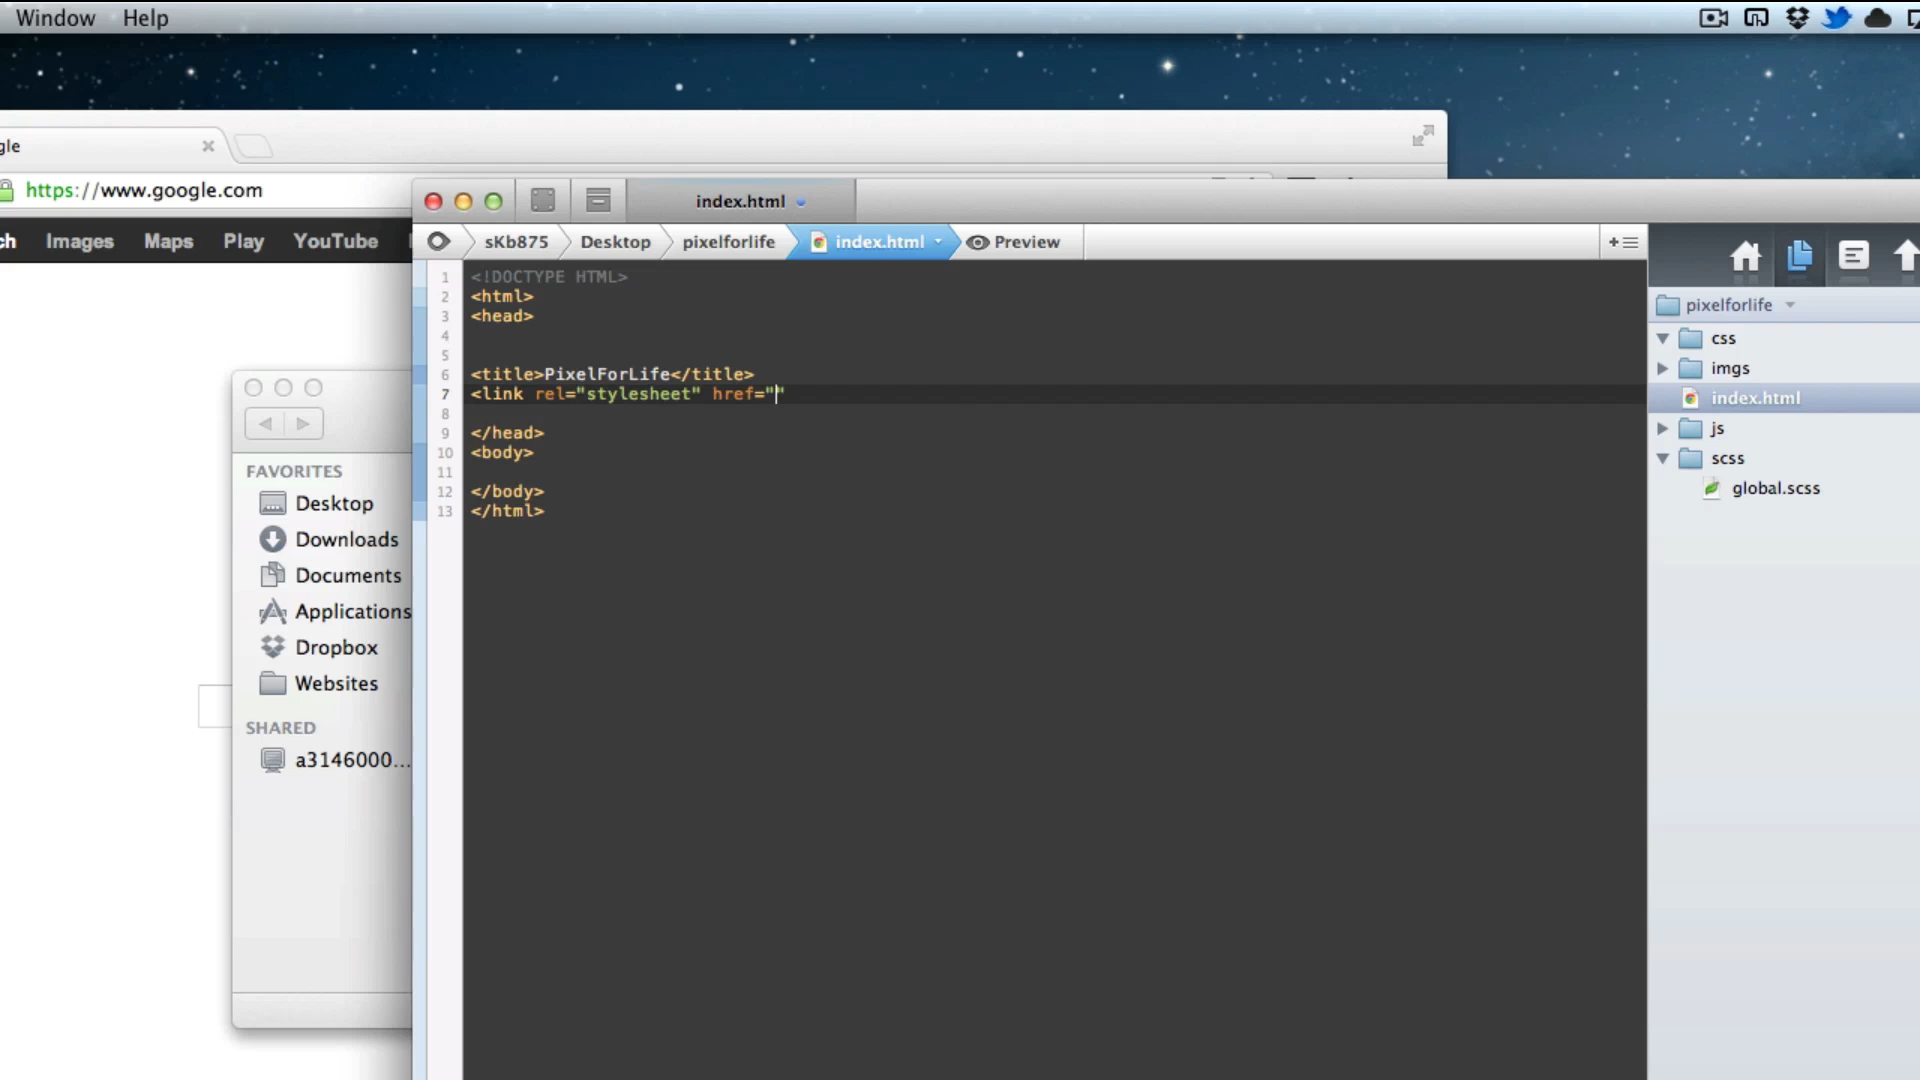 Window Help
gle
https://www.google.com
ch Images Maps Play YouTube
index.html
sKb875 Desktop pixelforlife index.html Preview
1 <!DOCTYPE HTML>
2 <html>
3 <head>
4
5
6 <title>PixelForLife</title>
7 <link rel="stylesheet" href=""
8
9 </head>
10 <body>
11
12 </body>
13 </html>
pixelforlife
css
imgs
index.html
js
scss
global.scss
FAVORITES
Desktop
Downloads
Documents
Applications
Dropbox
Websites
SHARED
a3146000...